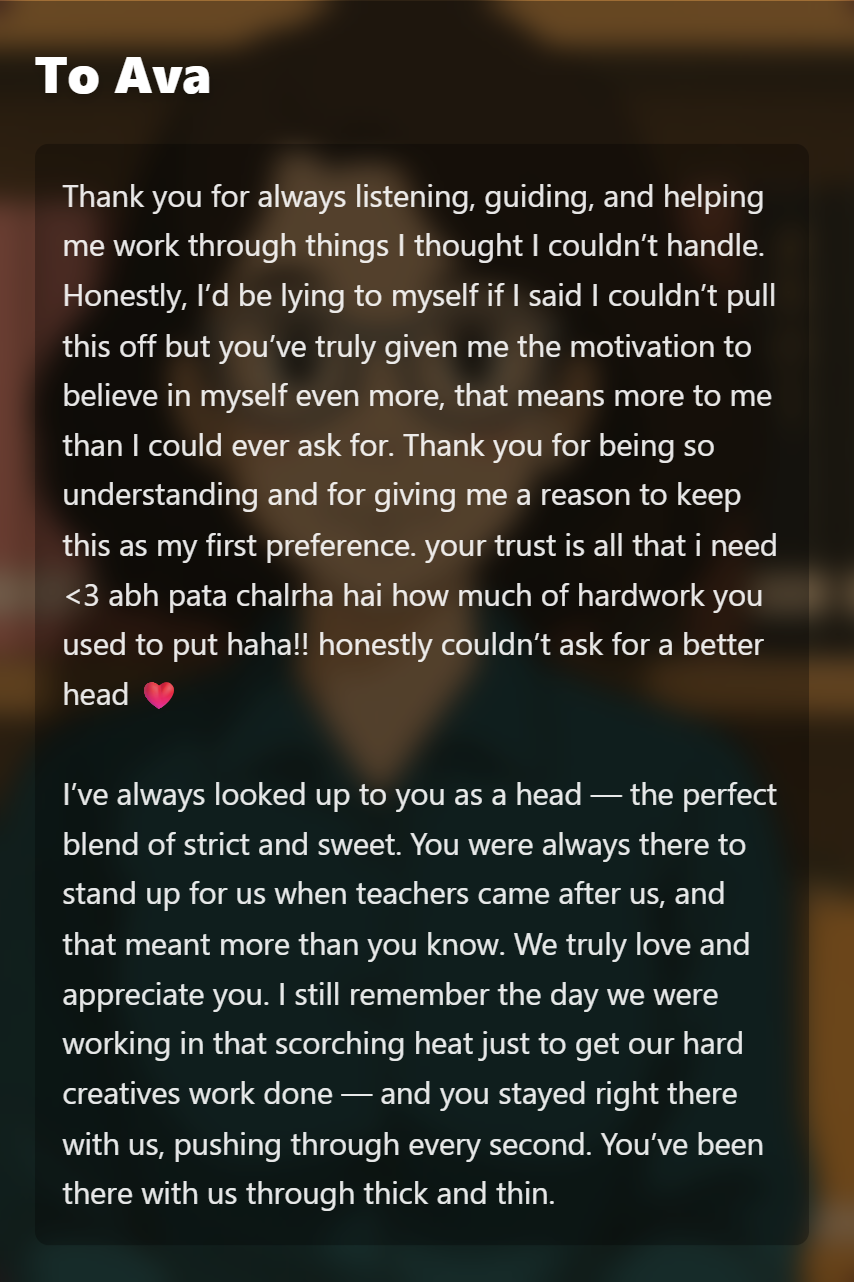 To Ava
Thank you for always listening, guiding, and helping
me work through things I thought I couldn’t handle.
Honestly, I’d be lying to myself if I said I couldn’t pull
this off but you’ve truly given me the motivation to
believe in myself even more, that means more to me
than I could ever ask for. Thank you for being so
understanding and for giving me a reason to keep
this as my first preference. your trust is all that i need
<3 abh pata chalrha hai how much of hardwork you
used to put haha!! honestly couldn’t ask for a better
head 💗
I’ve always looked up to you as a head — the perfect
blend of strict and sweet. You were always there to
stand up for us when teachers came after us, and
that meant more than you know. We truly love and
appreciate you. I still remember the day we were
working in that scorching heat just to get our hard
creatives work done — and you stayed right there
with us, pushing through every second. You’ve been
there with us through thick and thin.